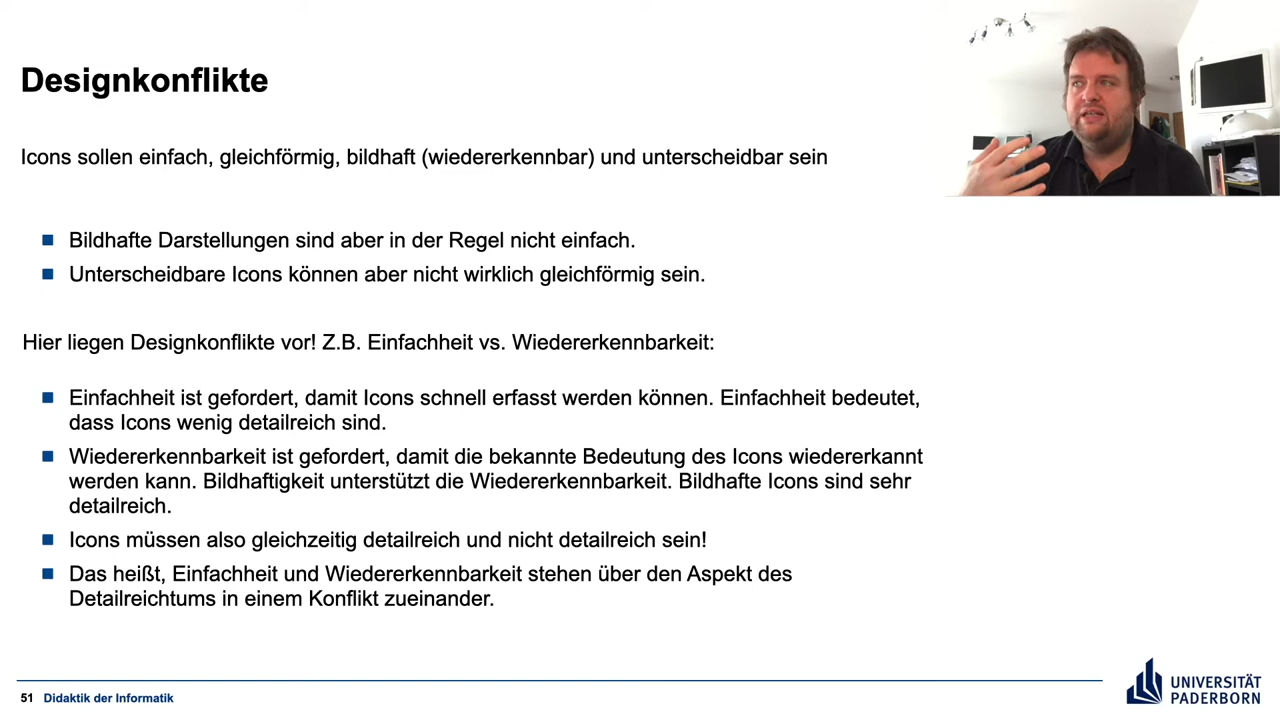 Designkonflikte
Icons sollen einfach, gleichförmig, bildhaft (wiedererkennbar) und unterscheidbar sein
Bildhafte Darstellungen sind aber in der Regel nicht einfach.
Unterscheidbare Icons können aber nicht wirklich gleichförmig sein.
Hier liegen Designkonflikte vor! Z.B. Einfachheit vs. Wiedererkennbarkeit:
Einfachheit ist gefordert, damit Icons schnell erfasst werden können. Einfachheit bedeutet,
dass Icons wenig detailreich sind.
Wiedererkennbarkeit ist gefordert, damit die bekannte Bedeutung des Icons wiedererkannt
werden kann. Bildhaftigkeit unterstützt die Wiedererkennbarkeit. Bildhafte Icons sind sehr
detailreich.
Icons müssen also gleichzeitig detailreich und nicht detailreich sein!
Das heißt, Einfachheit und Wiedererkennbarkeit stehen über den Aspekt des
Detailreichtums in einem Konflikt zueinander.
51 Didaktik der Informatik
UNIVERSITÄT
PADERBORN